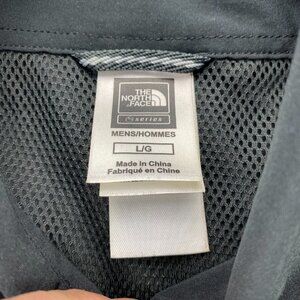 THE
NORTH
FACE
series
MENS/HOMMES
L/G
Made in China
Fabriqué en Chine